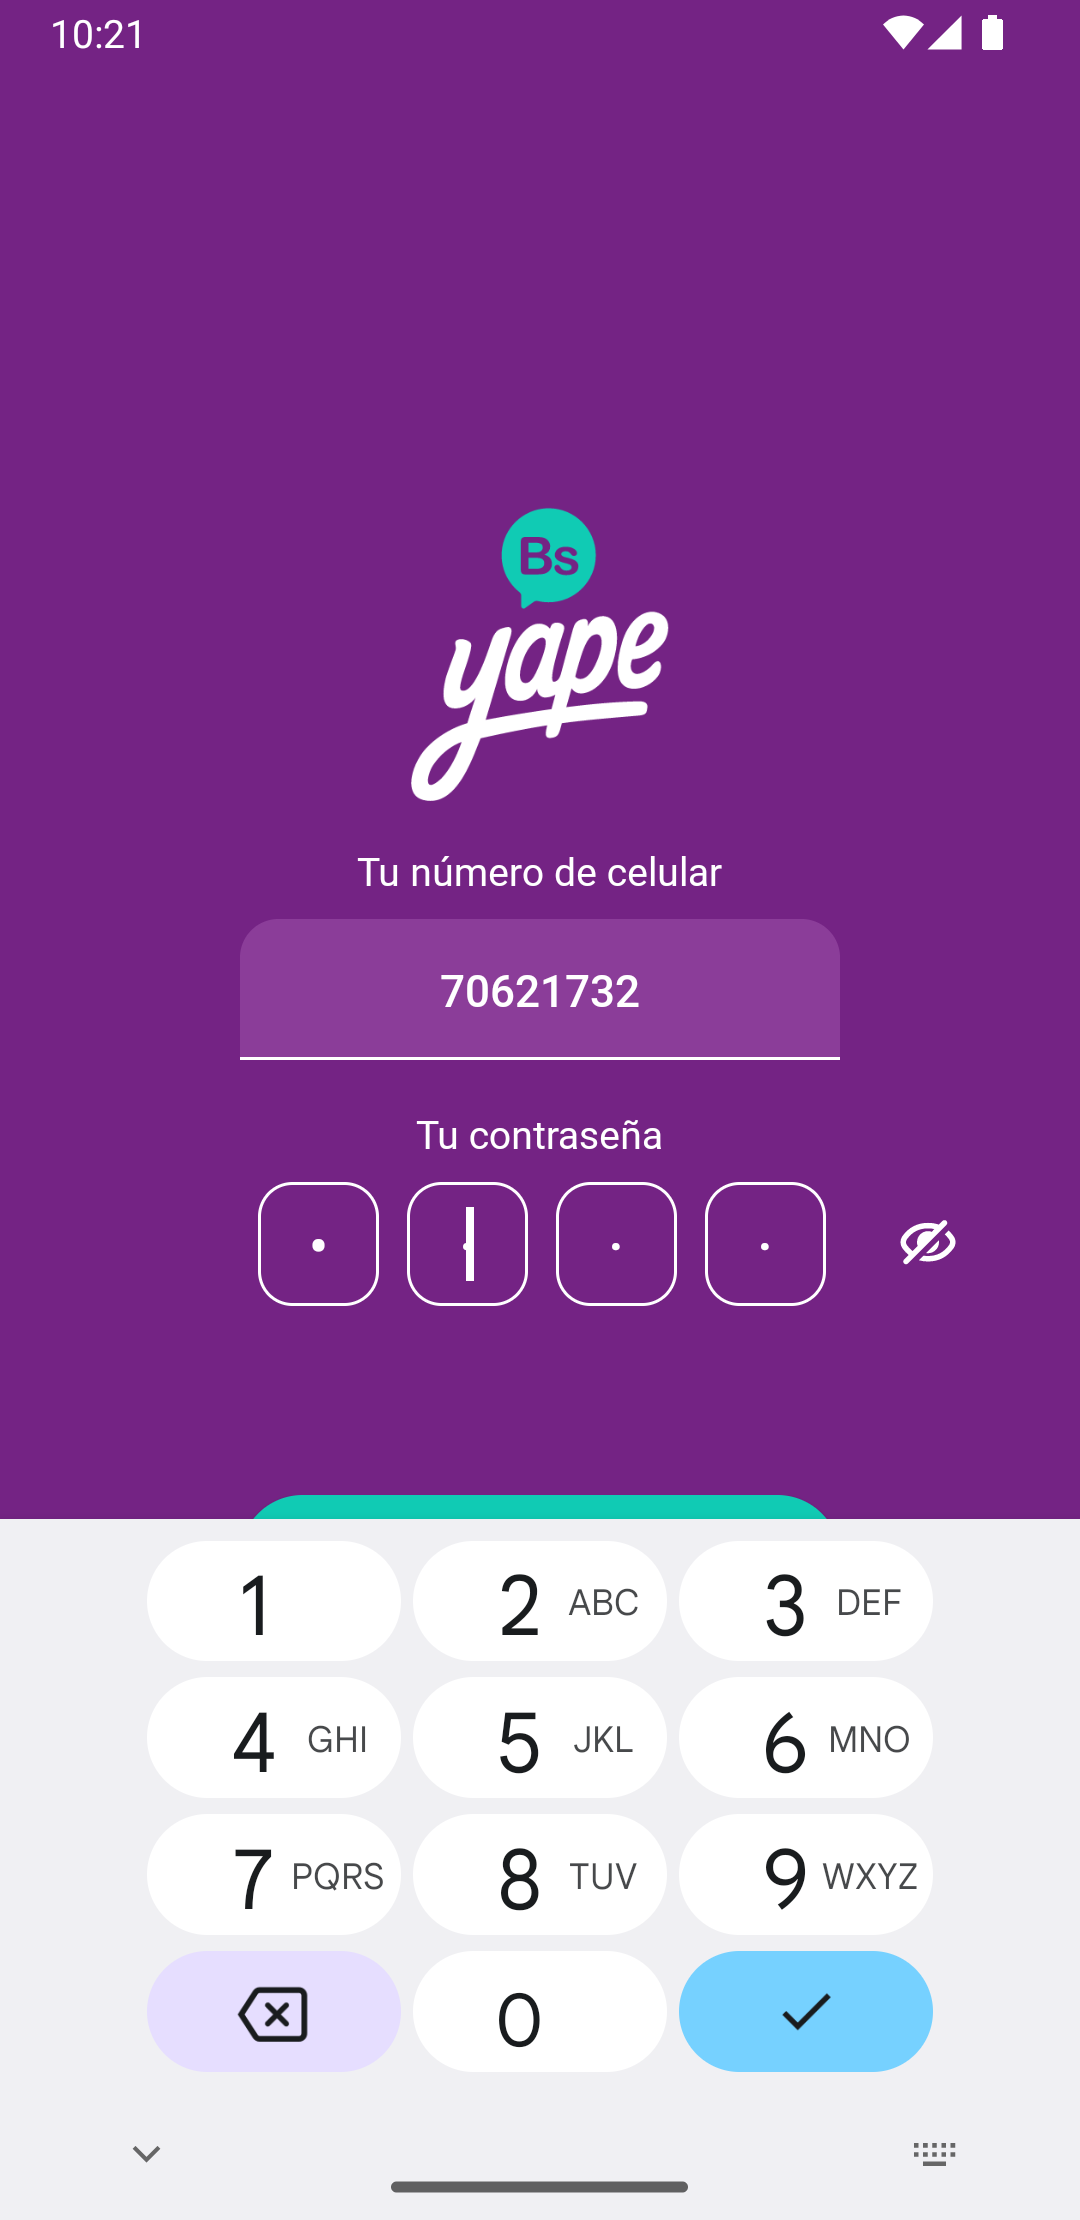 10:21
Bs
yape
Tu número de celular
70621732
Tu contraseña
1
2 ABC
3 DEF
4 GHI
5 JKL
6 MNO
7 PQRS
8 TUV
9 WXYZ
0